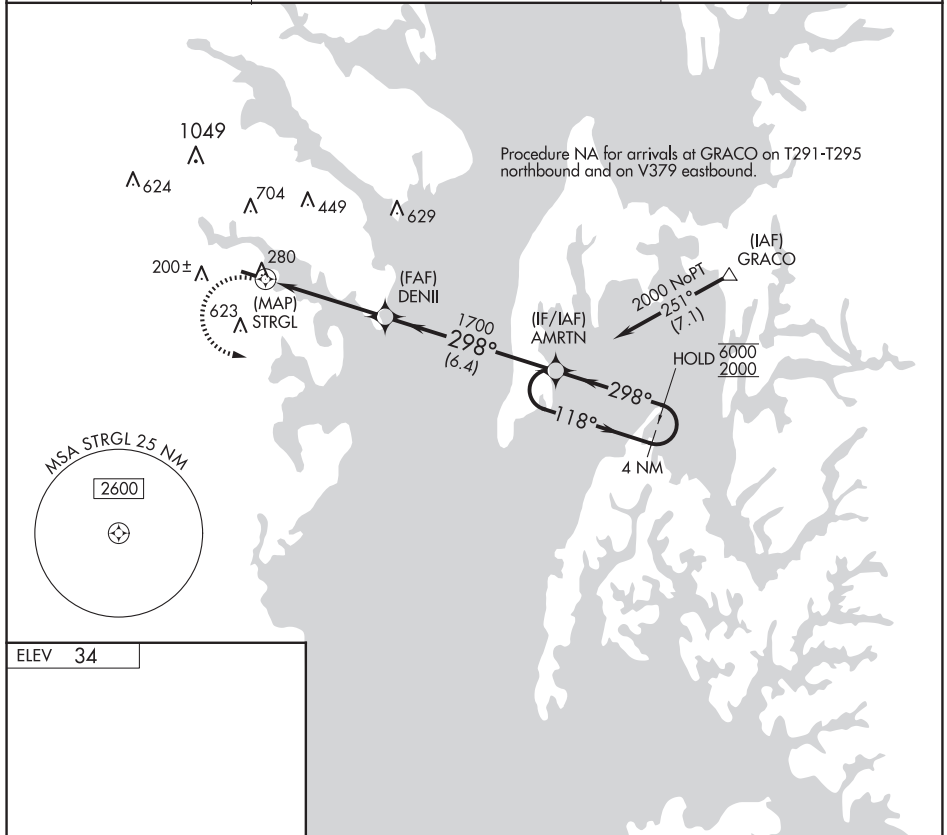 1049
624
704
449
629
Procedure NA for arrivals at GRACO on T291-T295
northbound and on V379 eastbound.
(IAF)
GRACO
2000 NoPT
251°
(7.1)
200±
280
(MAP)
STRGL
623
(FAF)
DENII
1700
298°
(6.4)
(IF/IAF)
AMRTN
HOLD
6000
2000
298°
118°
4 NM
MSA STRGL 25 NM
2600
ELEV 34